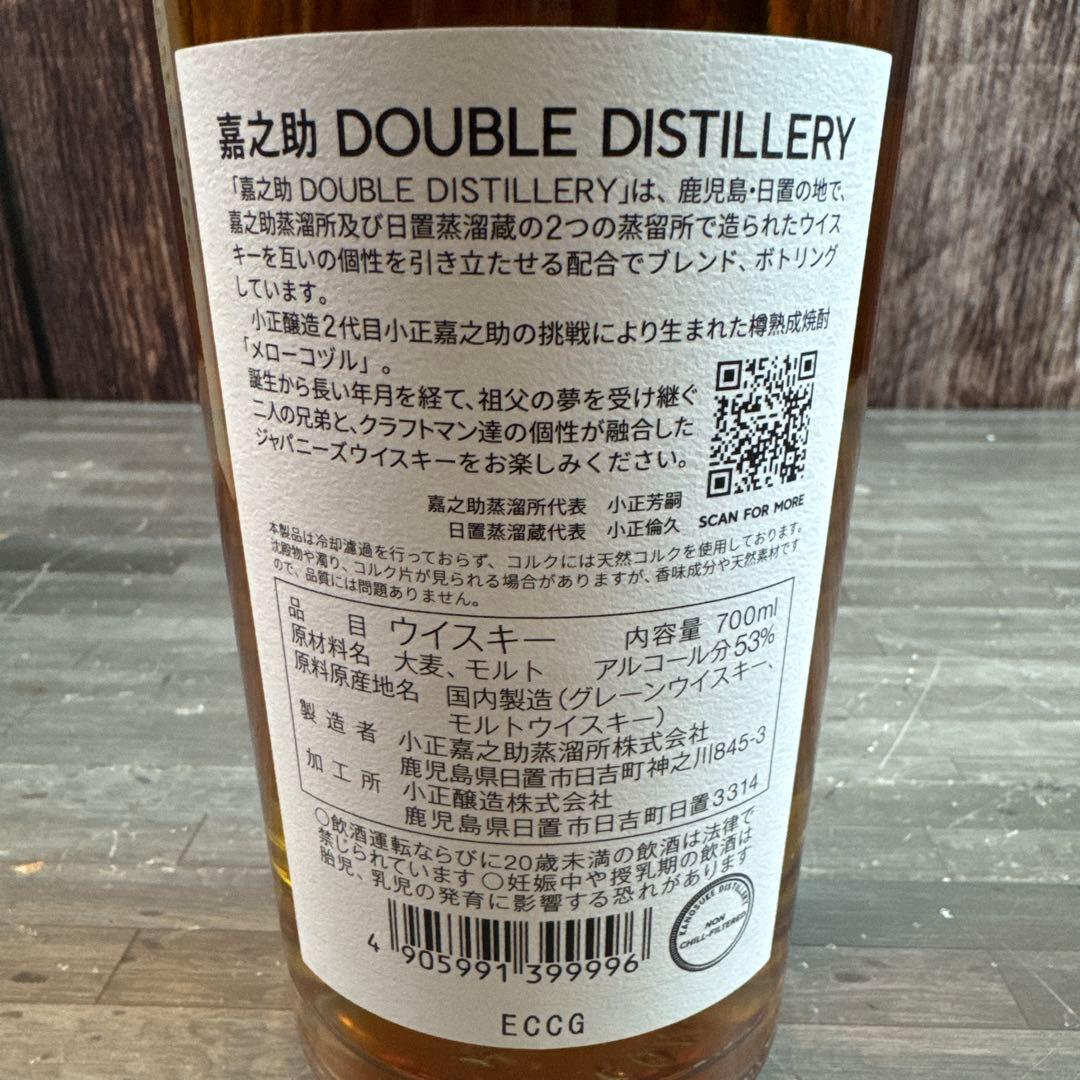 嘉之助 DOUBLE DISTILLERY
「嘉之助 DOUBLE DISTILLERY」は、鹿児島・日置の地で、
嘉之助蒸溜所及び日置蒸溜蔵の2つの蒸留所で造られたウイス
キーを互いの個性を引き立たせる配合でブレンド、ボトリング
しています。
小正醸造2代目小正嘉之助の挑戦により生まれた樽熟成焼酎
「メローコヅル」。
誕生から長い年月を経て、祖父の夢を受け継ぐ
二人の兄弟と、クラフトマン達の個性が融合した
ジャパニーズウイスキーをお楽しみください。
嘉之助蒸溜所代表 小正芳嗣
日置蒸溜蔵代表 小正倫久
SCAN FOR MORE
本製品は冷却濾過を行っておらず、コルクには天然コルクを使用しております。
沈殿物や濁り、コルク片が見られる場合がありますが、香味成分や天然素材です
ので、品質には問題ありません。
品目 ウイスキー 内容量 700ml
原材料名 大麦、モルト アルコール分 53%
原料原産地名 国内製造(グレーンウイスキー、
モルトウイスキー)
製造者 小正嘉之助蒸溜所株式会社
鹿児島県日置市日吉町神之川845-3
加工所 小正醸造株式会社
鹿児島県日置市日吉町日置3314
○飲酒運転ならびに20歳未満の飲酒は法律で
禁じられています ○妊娠中や授乳期の飲酒は
胎児、乳児の発育に影響する恐れがあります
KANOSUKE DISTILLERY
NON
CHILL-FILTERED
4 905991 399996
ECCG